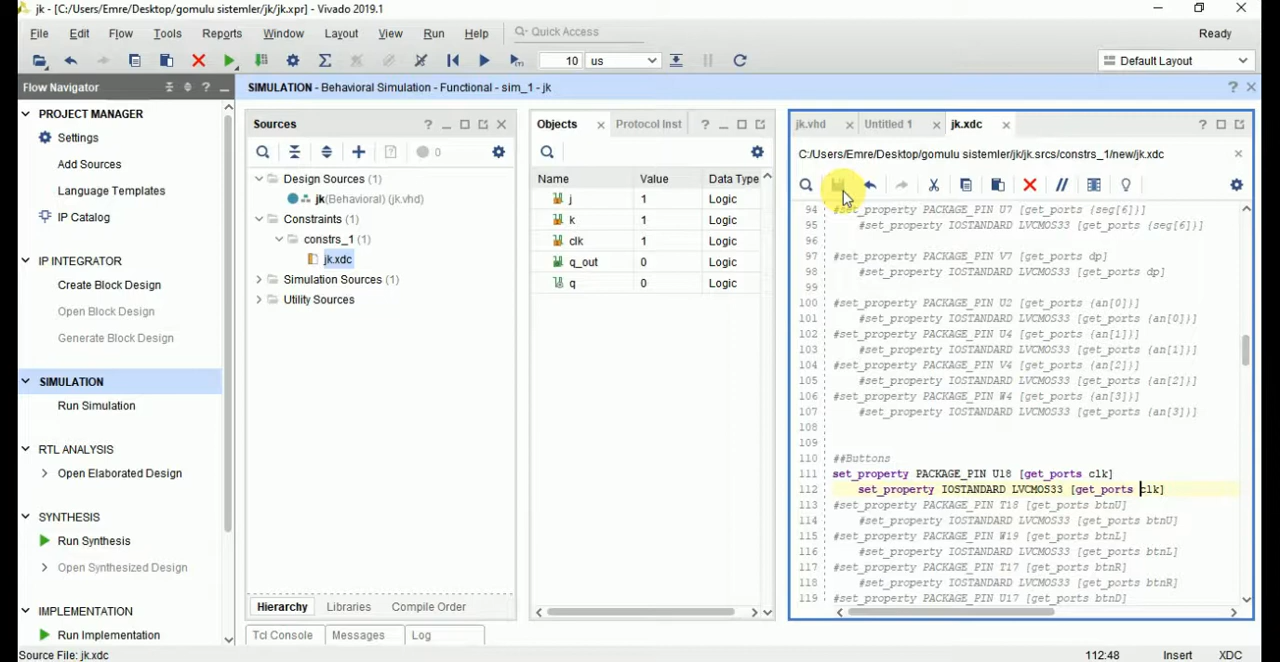 jk - [C:/Users/Emre/Desktop/gomulu sistemler/jk/jk.xpr] - Vivado 2019.1
File Edit Flow Tools Reports Window Layout View Run Help Quick Access Ready
10 us Default Layout
Flow Navigator
PROJECT MANAGER
Settings
Add Sources
Language Templates
IP Catalog
IP INTEGRATOR
Create Block Design
Open Block Design
Generate Block Design
SIMULATION
Run Simulation
RTL ANALYSIS
Open Elaborated Design
SYNTHESIS
Run Synthesis
Open Synthesized Design
IMPLEMENTATION
Run Implementation
SIMULATION - Behavioral Simulation - Functional - sim_1 - jk
Sources
0
Design Sources (1)
jk(Behavioral) (jk.vhd)
Constraints (1)
constrs_1 (1)
jk.xdc
Simulation Sources (1)
Utility Sources
Hierarchy Libraries Compile Order
Tcl Console Messages Log
Objects Protocol Inst
Name Value Data Type
j 1 Logic
k 1 Logic
clk 1 Logic
q_out 0 Logic
q 0 Logic
jk.vhd Untitled 1 jk.xdc
C:/Users/Emre/Desktop/gomulu sistemler/jk/jk.srcs/constrs_1/new/jk.xdc
94 #set_property PACKAGE_PIN U7 [get_ports {seg[6]}]
95 #set_property IOSTANDARD LVCMOS33 [get_ports {seg[6]}]
96
97 #set_property PACKAGE_PIN V7 [get_ports dp]
98 #set_property IOSTANDARD LVCMOS33 [get_ports dp]
99
100 #set_property PACKAGE_PIN U2 [get_ports {an[0]}]
101 #set_property IOSTANDARD LVCMOS33 [get_ports {an[0]}]
102 #set_property PACKAGE_PIN U4 [get_ports {an[1]}]
103 #set_property IOSTANDARD LVCMOS33 [get_ports {an[1]}]
104 #set_property PACKAGE_PIN V4 [get_ports {an[2]}]
105 #set_property IOSTANDARD LVCMOS33 [get_ports {an[2]}]
106 #set_property PACKAGE_PIN W4 [get_ports {an[3]}]
107 #set_property IOSTANDARD LVCMOS33 [get_ports {an[3]}]
108
109
110 ##Buttons
111 set_property PACKAGE_PIN U18 [get_ports clk]
112 set_property IOSTANDARD LVCMOS33 [get_ports clk]
113 #set_property PACKAGE_PIN T18 [get_ports btnU]
114 #set_property IOSTANDARD LVCMOS33 [get_ports btnU]
115 #set_property PACKAGE_PIN W19 [get_ports btnL]
116 #set_property IOSTANDARD LVCMOS33 [get_ports btnL]
117 #set_property PACKAGE_PIN T17 [get_ports btnR]
118 #set_property IOSTANDARD LVCMOS33 [get_ports btnR]
119 #set_property PACKAGE_PIN U17 [get_ports btnD]
Source File: jk.xdc 112:48 Insert XDC